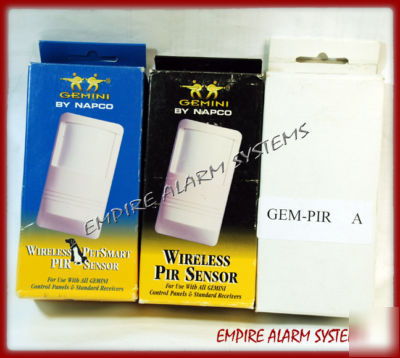 GEMINI
BY NAPCO
WIRELESS PETSMART
PIR SENSOR
For Use With All GEMINI
Control Panels & Standard Receivers
GEMINI
BY NAPCO
WIRELESS
PIR SENSOR
For Use With All GEMINI
Control Panels & Standard Receivers
GEM-PIR A
EMPIRE ALARM SYSTEMS
EMPIRE ALARM SYSTE